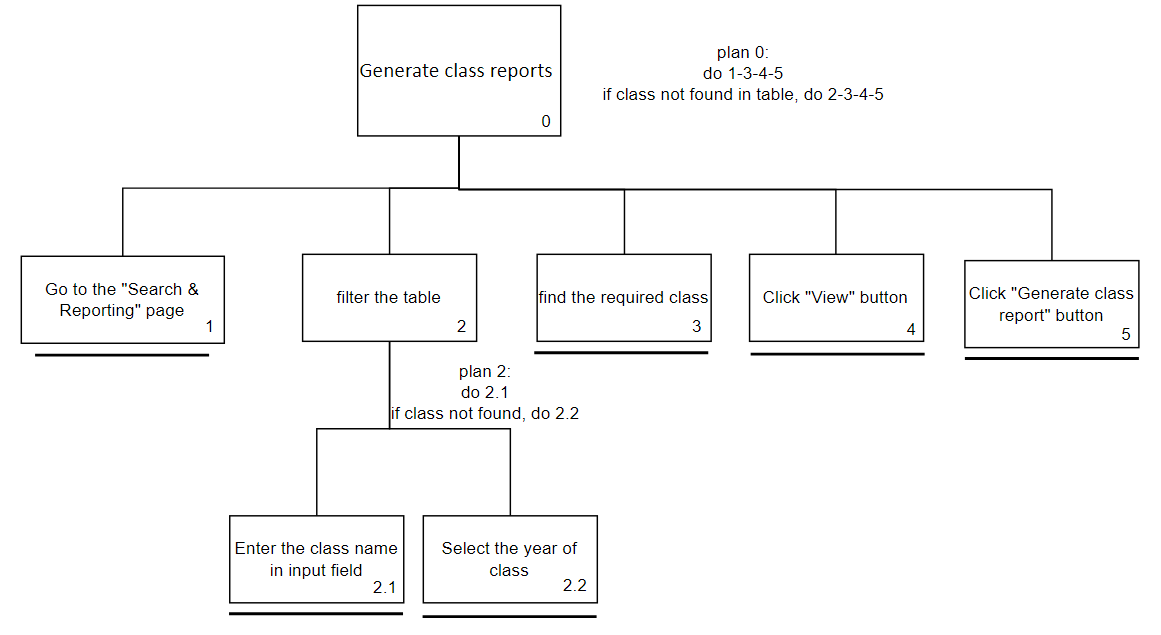 Generate class reports
0
plan 0:
do 1-3-4-5
if class not found in table, do 2-3-4-5
Go to the "Search &
Reporting" page
1
filter the table
2
find the required class
3
Click "View" button
4
Click "Generate class
report" button
5
plan 2:
do 2.1
if class not found, do 2.2
Enter the class name
in input field
2.1
Select the year of
class
2.2